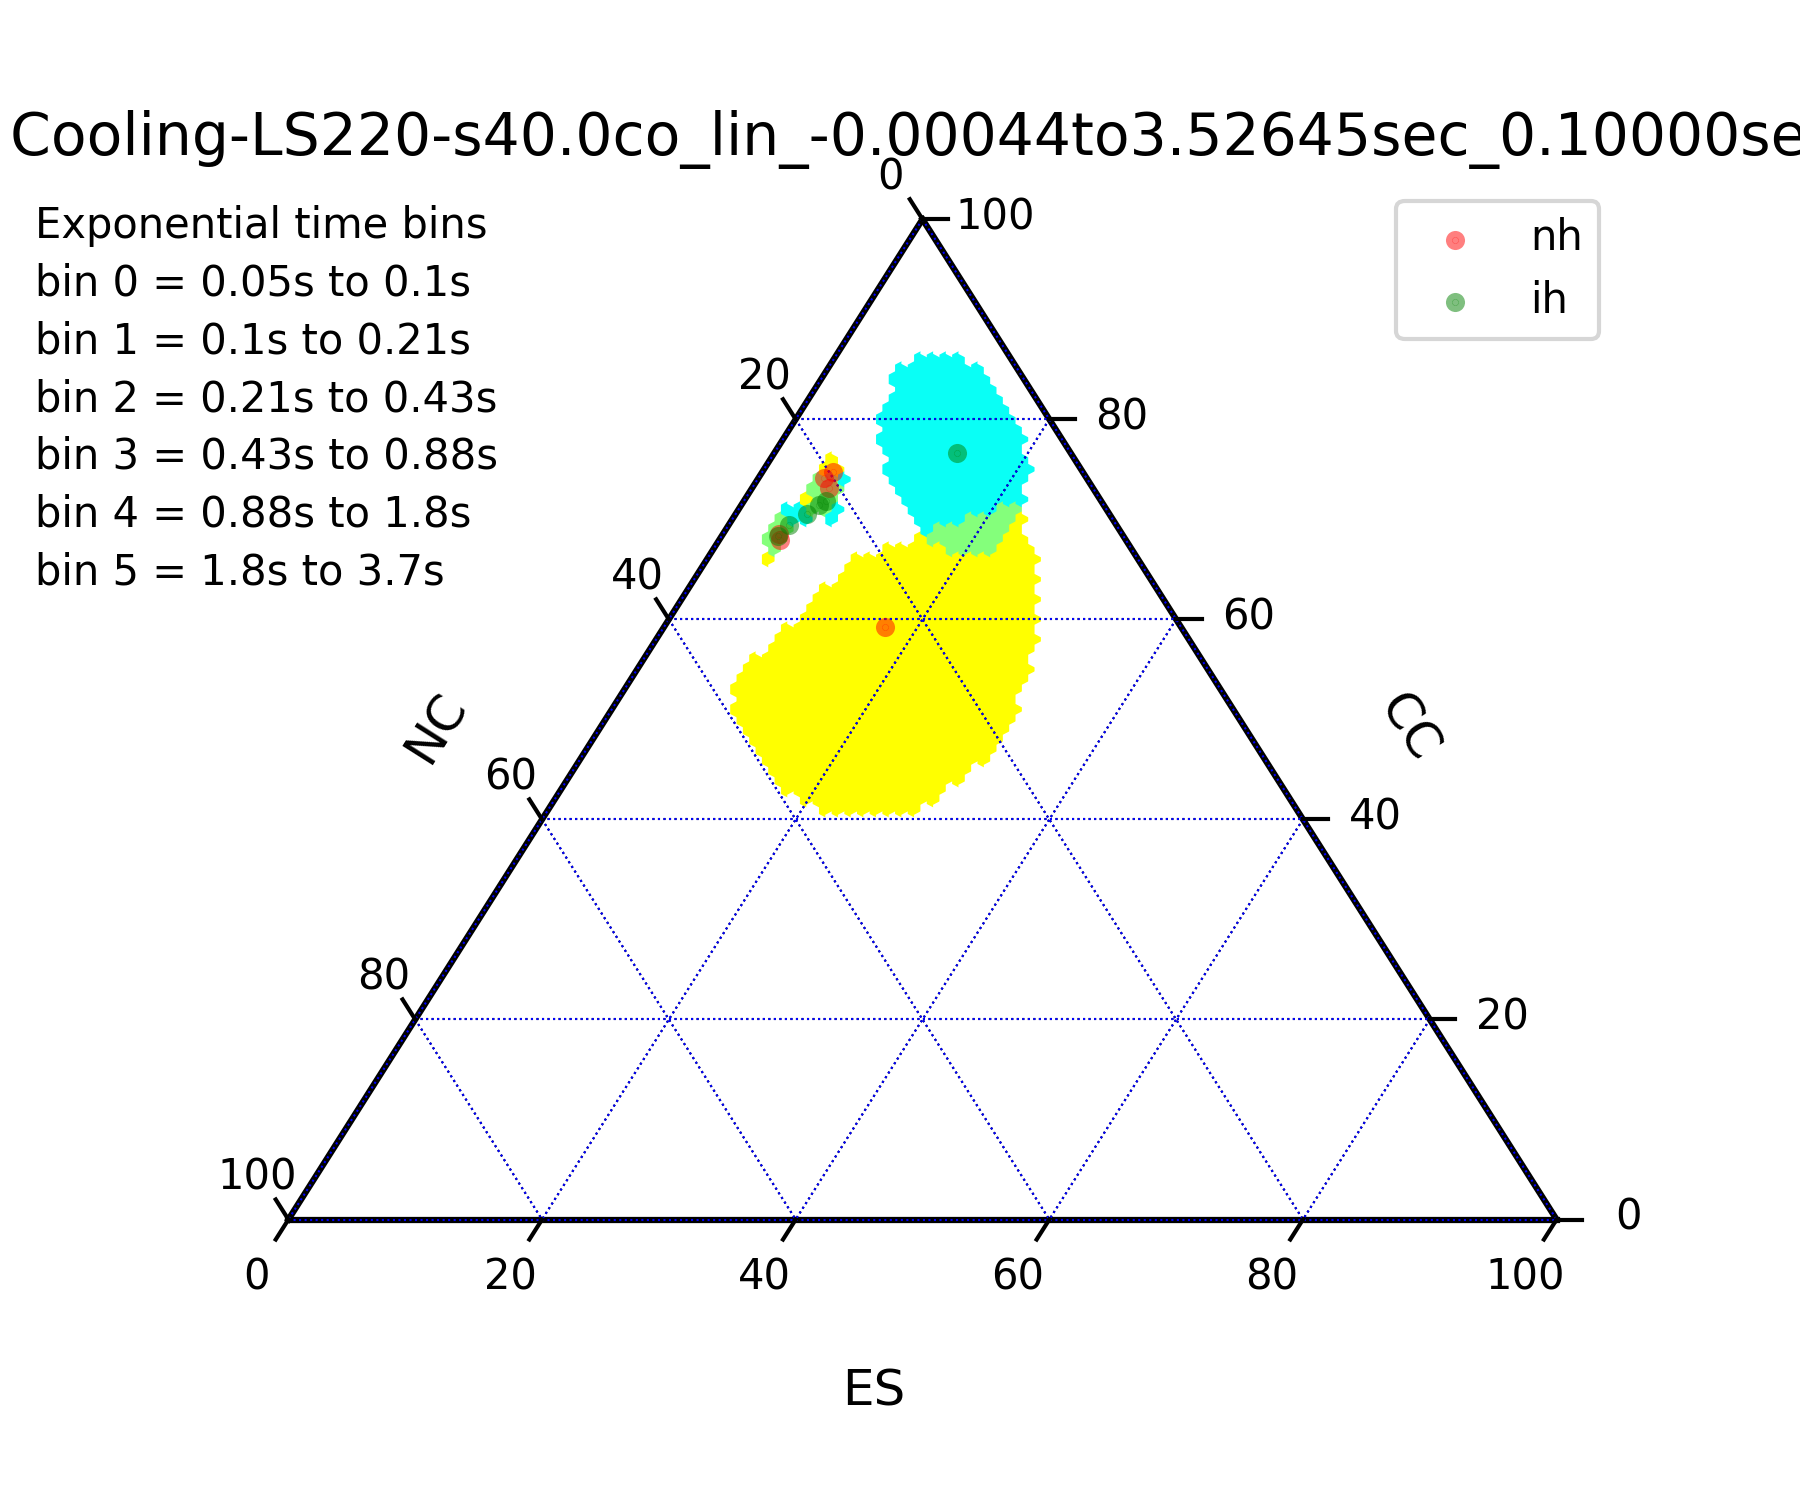 Cooling-LS220-s40.0co_lin_-0.00044to3.52645sec_0.10000se
0
100
Exponential time bins
bin 0 = 0.05s to 0.1s
bin 1 = 0.1s to 0.21s
bin 2 = 0.21s to 0.43s
bin 3 = 0.43s to 0.88s
bin 4 = 0.88s to 1.8s
bin 5 = 1.8s to 3.7s
nh
ih
20
80
40
60
NC
CC
60
40
80
20
100
0
0
20
40
60
80
100
ES